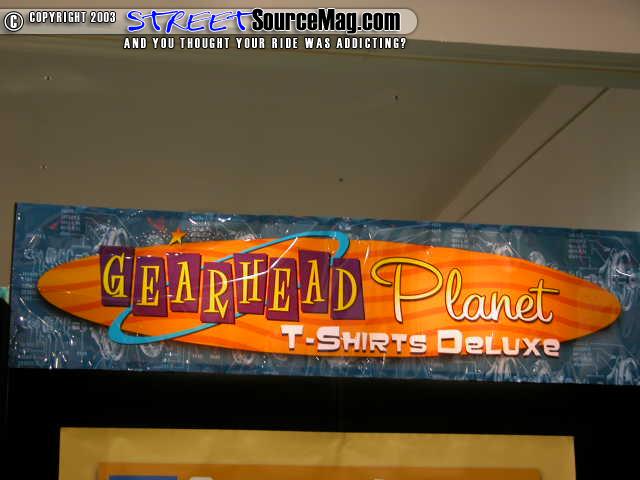 © COPYRIGHT 2003 STREETSourceMag.com
AND YOU THOUGHT YOUR RIDE WAS ADDICTING?
GEARHEAD Planet
T-SHIRTS DELUXE